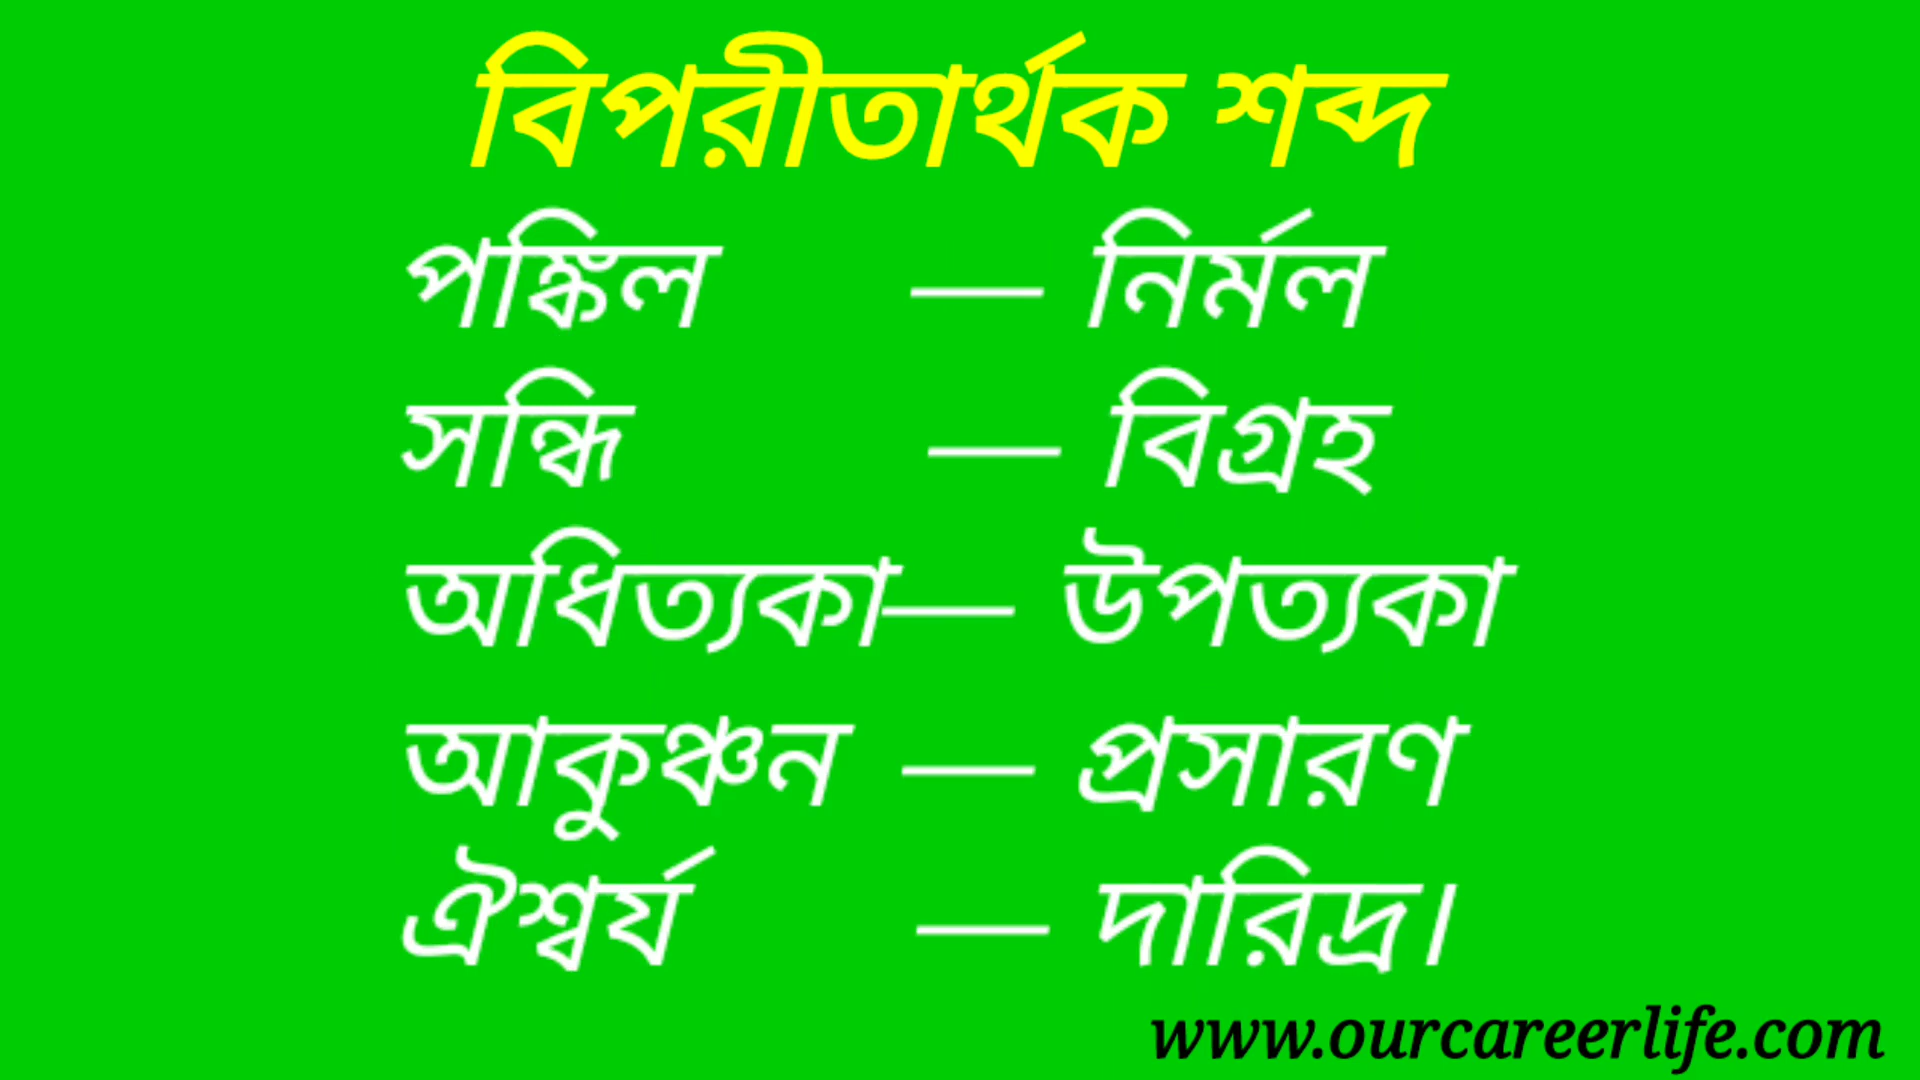 বিপরীতার্থক শব্দ
পঙ্কিল — নির্মল
সন্ধি — বিগ্রহ
অধিত্যকা— উপত্যকা
আকুঞ্চন — প্রসারণ
ঐশ্বর্য — দারিদ্র।
www.ourcareerlife.com